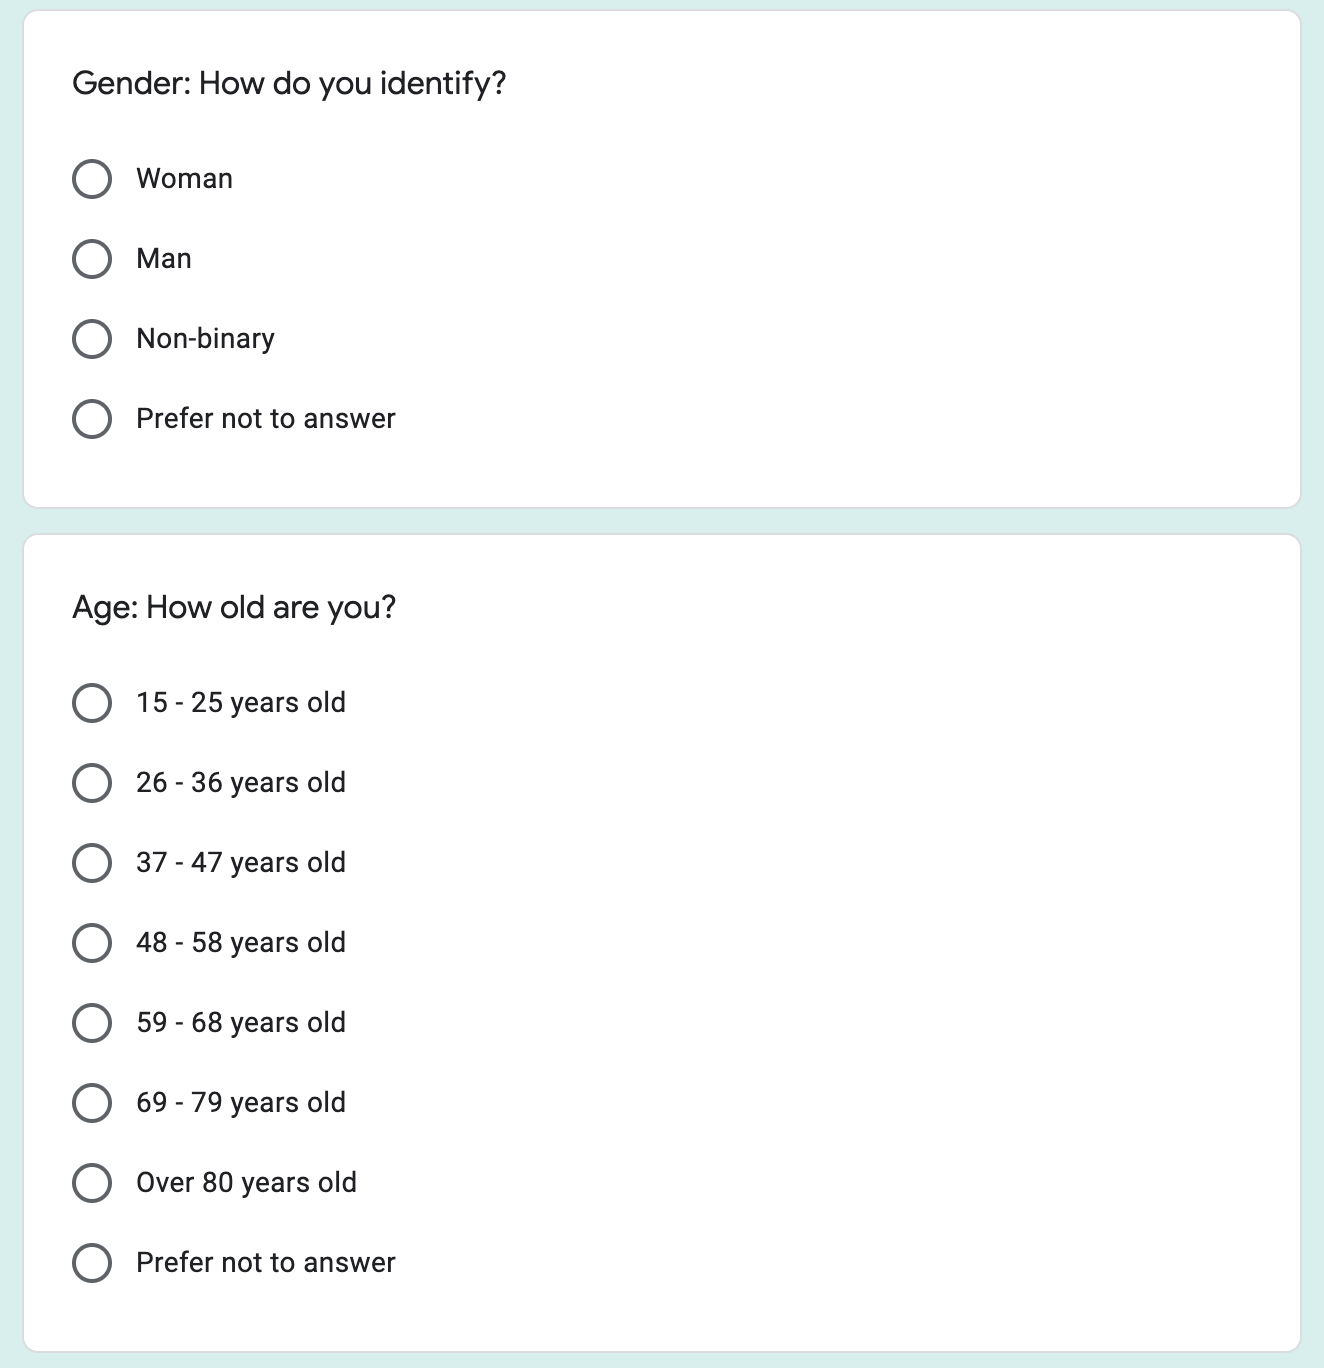 Gender: How do you identify?
Woman
Man
Non-binary
Prefer not to answer
Age: How old are you?
15 - 25 years old
26 - 36 years old
37 - 47 years old
48 - 58 years old
59 - 68 years old
69 - 79 years old
Over 80 years old
Prefer not to answer